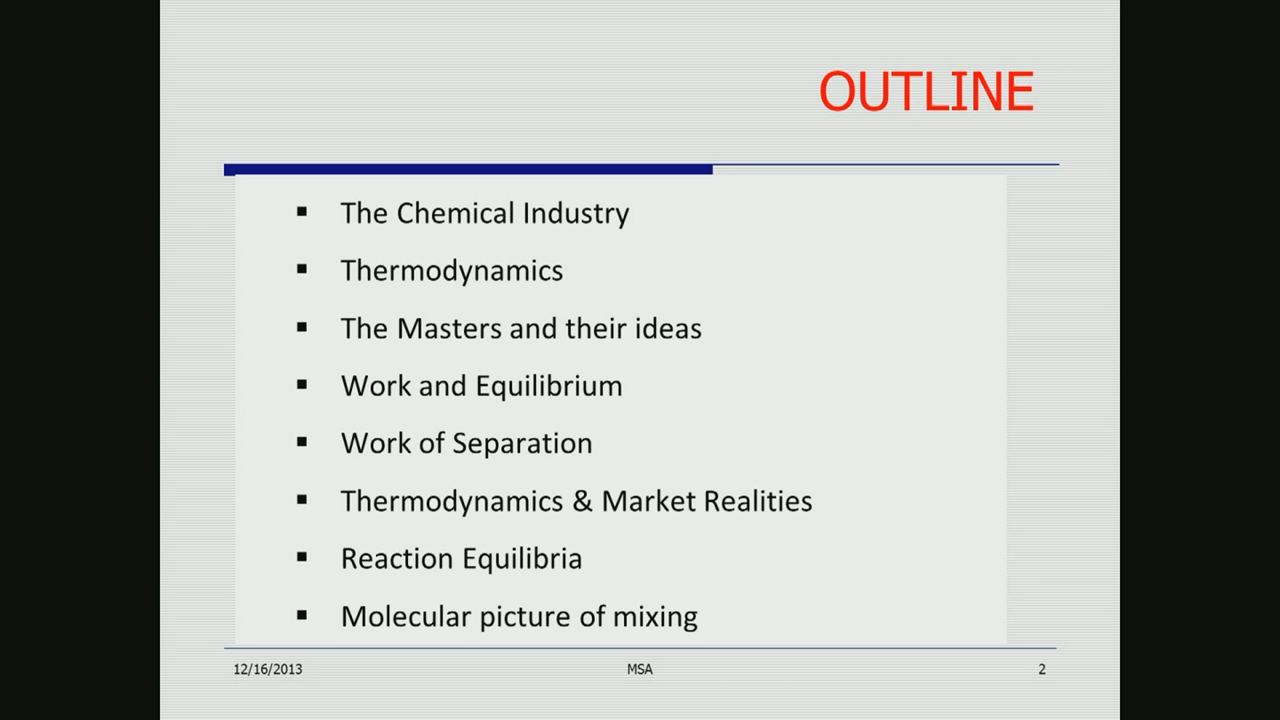 OUTLINE
▪ The Chemical Industry
▪ Thermodynamics
▪ The Masters and their ideas
▪ Work and Equilibrium
▪ Work of Separation
▪ Thermodynamics & Market Realities
▪ Reaction Equilibria
▪ Molecular picture of mixing
12/16/2013 MSA 2